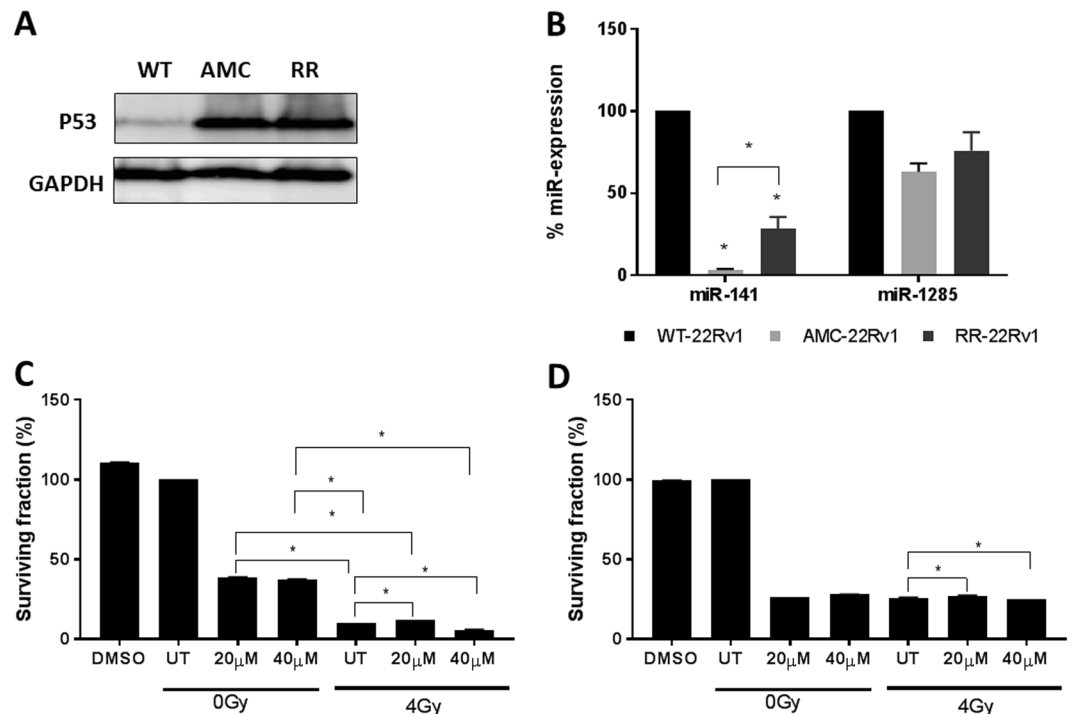 A
WT AMC RR
P53
GAPDH
B
% miR-expression
150
100
50
0
*
*
*
miR-141 miR-1285
WT-22Rv1 AMC-22Rv1 RR-22Rv1
C
Surviving fraction (%)
150
100
50
0
*
*
*
*
*
*
DMSO UT 20μM 40μM UT 20μM 40μM
0Gy 4Gy
D
Surviving fraction (%)
150
100
50
0
*
*
DMSO UT 20μM 40μM UT 20μM 40μM
0Gy 4Gy